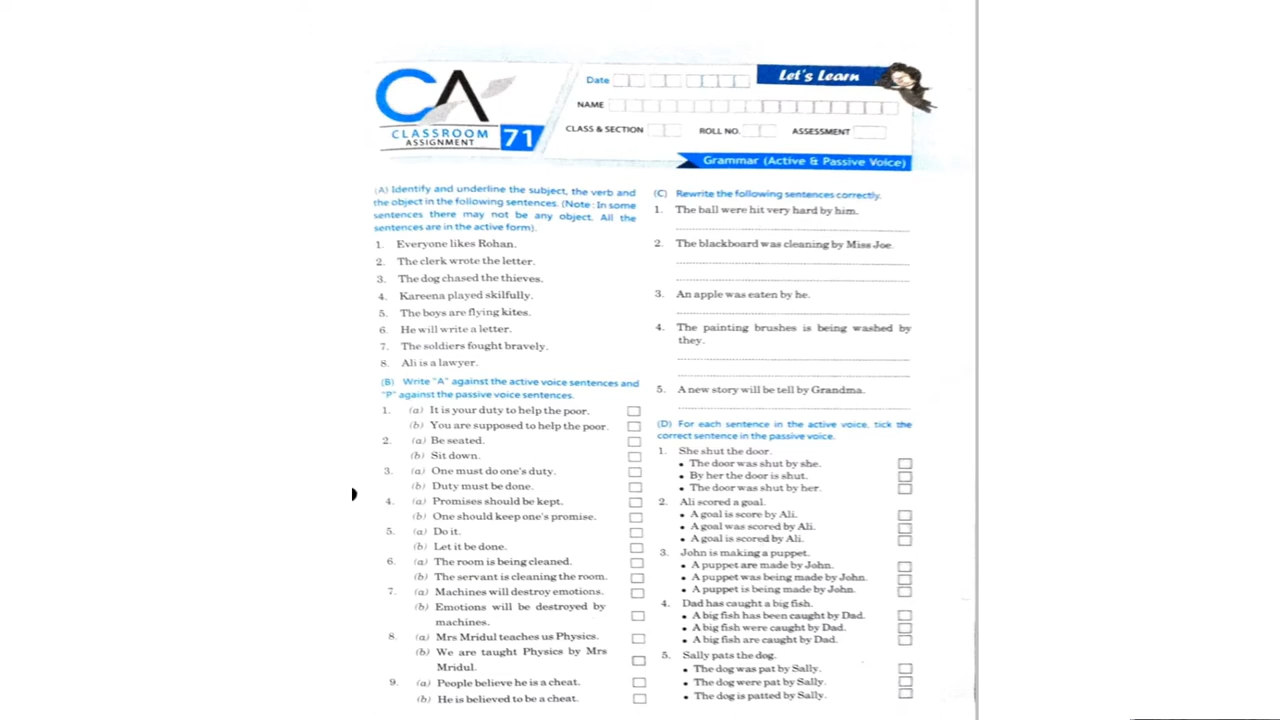 CA
CLASSROOM
ASSIGNMENT
71
Date
Let's Learn
NAME
CLASS & SECTION
ROLL NO.
ASSESSMENT
Grammar (Active & Passive Voice)
(A) Identify and underline the subject, the verb and
the object in the following sentences. (Note : In some
sentences there may not be any object. All the
sentences are in the active form).
1. Everyone likes Rohan.
2. The clerk wrote the letter.
3. The dog chased the thieves.
4. Kareena played skilfully.
5. The boys are flying kites.
6. He will write a letter.
7. The soldiers fought bravely.
8. Ali is a lawyer.
(B) Write "A" against the active voice sentences and
"P" against the passive voice sentences.
1. (a) It is your duty to help the poor.
(b) You are supposed to help the poor.
2. (a) Be seated.
(b) Sit down.
3. (a) One must do one's duty.
(b) Duty must be done.
4. (a) Promises should be kept.
(b) One should keep one's promise.
5. (a) Do it.
(b) Let it be done.
6. (a) The room is being cleaned.
(b) The servant is cleaning the room.
7. (a) Machines will destroy emotions.
(b) Emotions will be destroyed by
machines.
8. (a) Mrs Mridul teaches us Physics.
(b) We are taught Physics by Mrs
Mridul.
9. (a) People believe he is a cheat.
(b) He is believed to be a cheat.
(C) Rewrite the following sentences correctly.
1. The ball were hit very hard by him.
2. The blackboard was cleaning by Miss Joe.
3. An apple was eaten by he.
4. The painting brushes is being washed by
they.
5. A new story will be tell by Grandma.
(D) For each sentence in the active voice, tick the
correct sentence in the passive voice.
1. She shut the door.
• The door was shut by she.
• By her the door is shut.
• The door was shut by her.
2. Ali scored a goal.
• A goal is score by Ali.
• A goal was scored by Ali.
• A goal is scored by Ali.
3. John is making a puppet.
• A puppet are made by John.
• A puppet was being made by John.
• A puppet is being made by John.
4. Dad has caught a big fish.
• A big fish has been caught by Dad.
• A big fish were caught by Dad.
• A big fish are caught by Dad.
5. Sally pats the dog.
• The dog was pat by Sally.
• The dog were pat by Sally.
• The dog is patted by Sally.